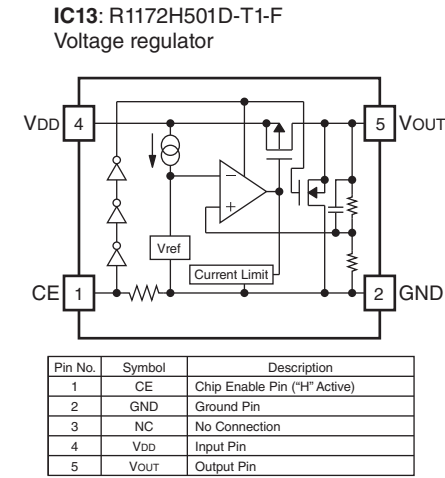 IC13: R1172H501D-T1-F
Voltage regulator
VDD 4
5 VOUT
−
+
Vref
Current Limit
CE 1
2 GND
Pin No. Symbol Description
1 CE Chip Enable Pin (“H” Active)
2 GND Ground Pin
3 NC No Connection
4 VDD Input Pin
5 VOUT Output Pin